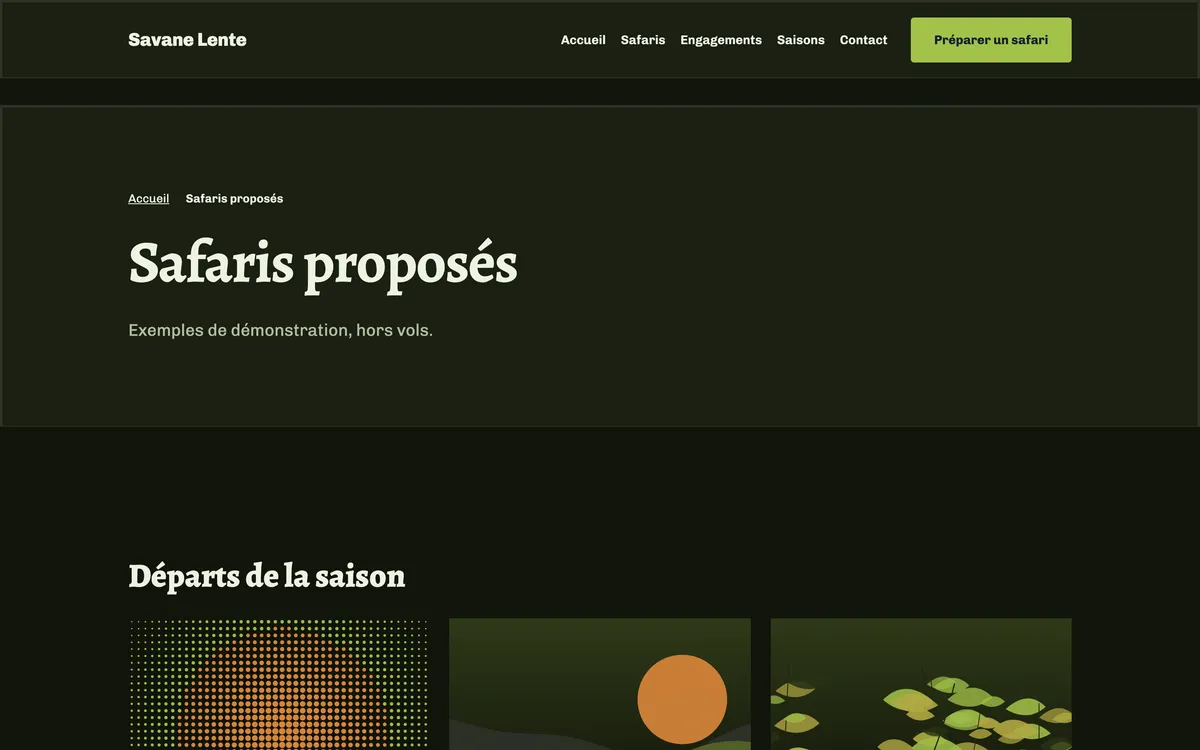 Savane Lente
Accueil Safaris Engagements Saisons Contact Préparer un safari
Accueil Safaris proposés
Safaris proposés
Exemples de démonstration, hors vols.
Départs de la saison